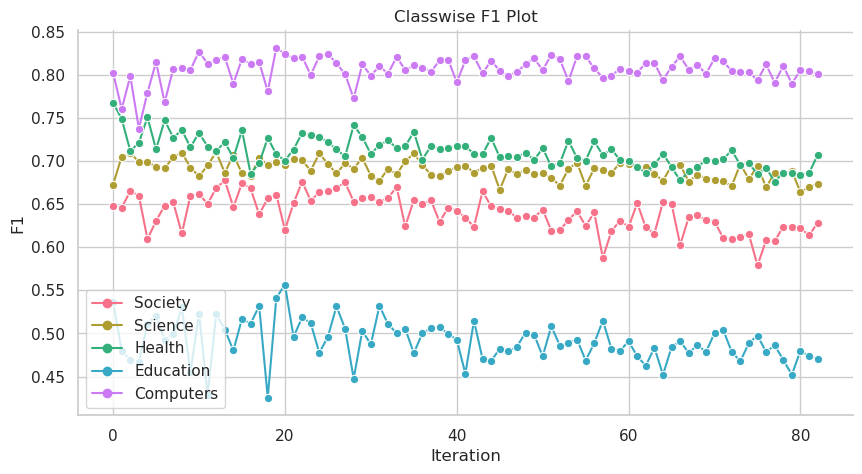 Classwise F1 Plot
F1
0.85
0.80
0.75
0.70
0.65
0.60
0.55
0.50
0.45
Society
Science
Health
Education
Computers
0
20
40
60
80
Iteration